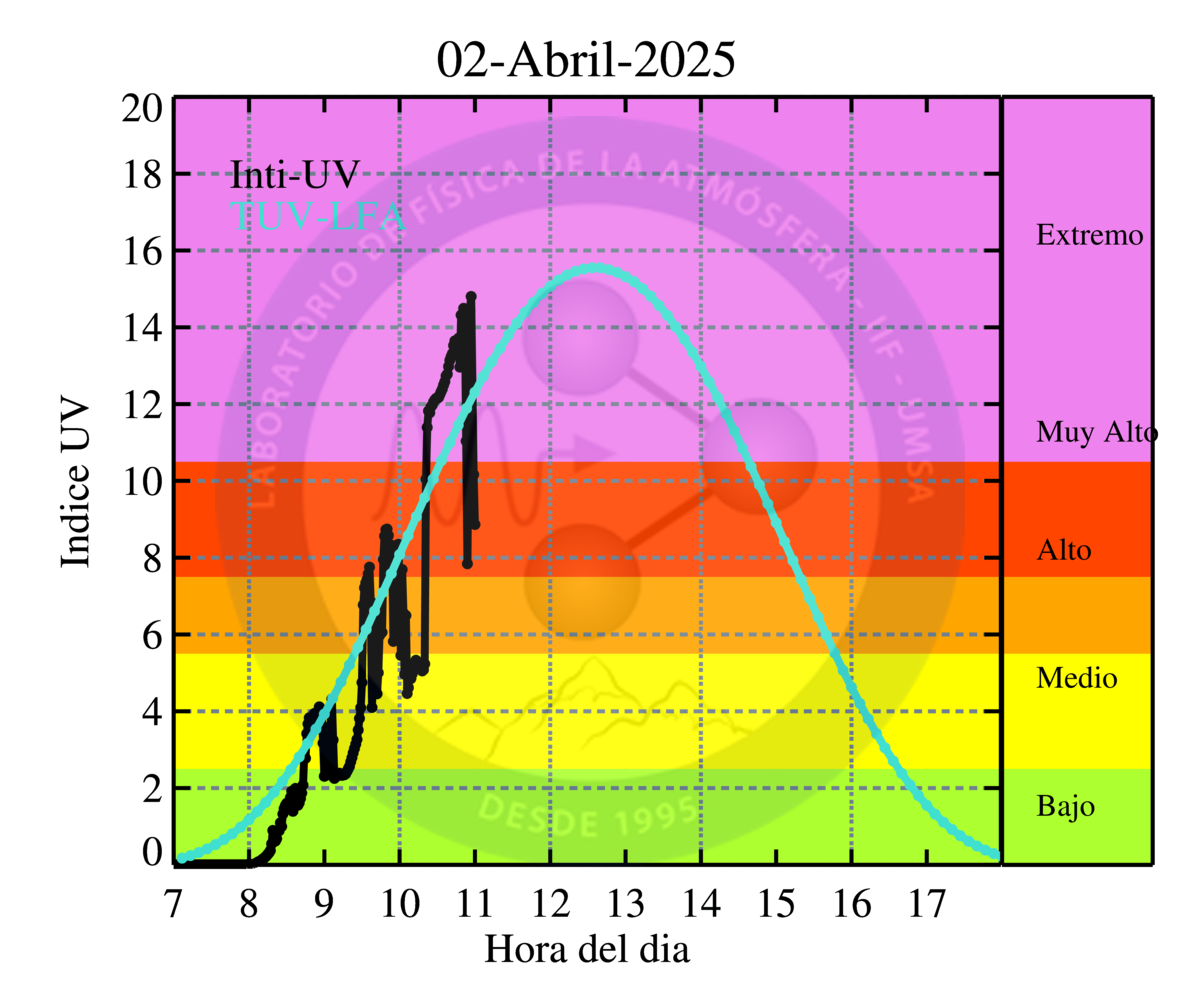 02-Abril-2025
Inti-UV
TUV-LFA
LABORATORIO DE FÍSICA DE LA ATMÓSFERA - IIF - UMSA
DESDE 1995
Indice UV
20
18
16
14
12
10
8
6
4
2
0
7 8 9 10 11 12 13 14 15 16 17
Hora del dia
Extremo
Muy Alto
Alto
Medio
Bajo